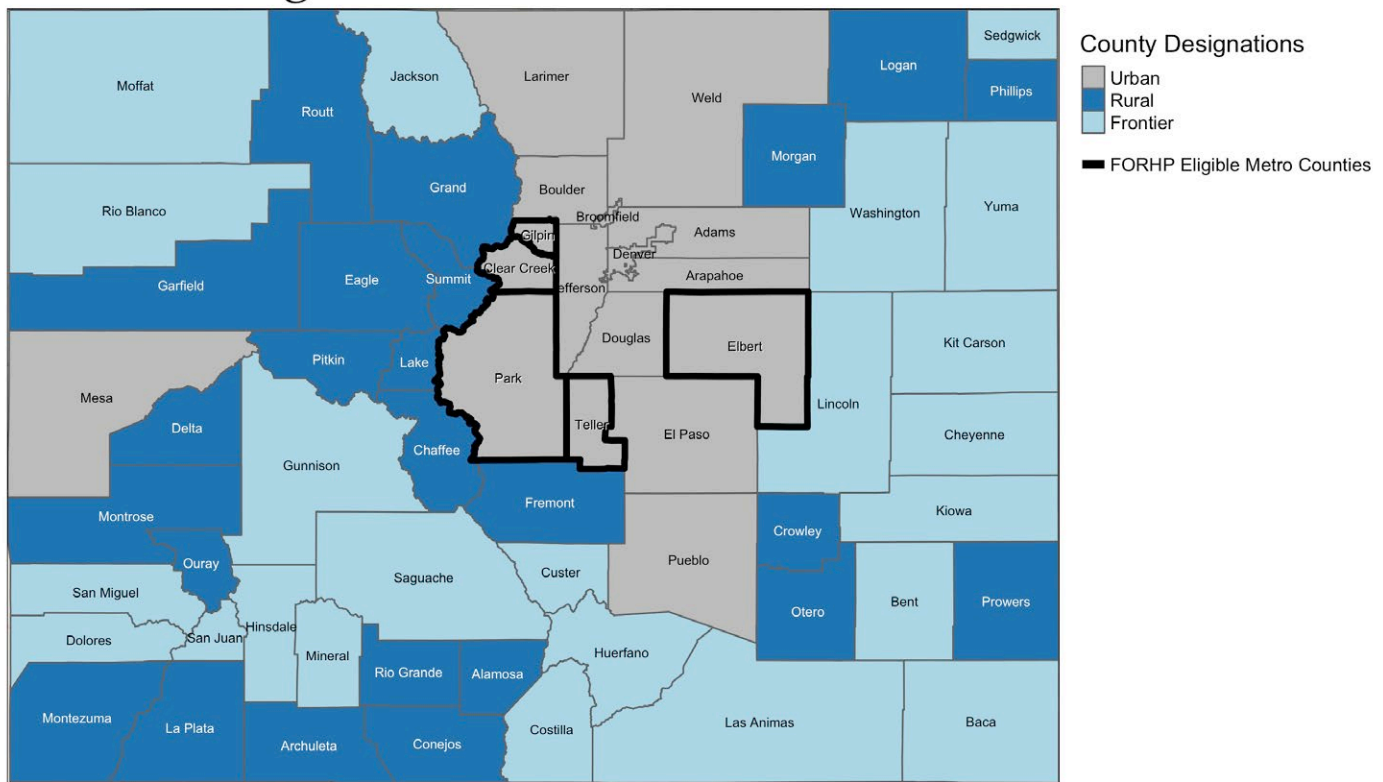 Sedgwick
County Designations
Moffat
Jackson
Larimer
Weld
Logan
Urban
Rural
Frontier
Phillips
Routt
Morgan
FORHP Eligible Metro Counties
Grand
Boulder
Rio Blanco
Washington
Yuma
Broomfield
Gilpin
Adams
Denver
Clear Creek
Arapahoe
Garfield
Eagle
Summit
efferson
Douglas
Elbert
Kit Carson
Pitkin
Lake
Park
Mesa
Lincoln
Delta
Teller
El Paso
Cheyenne
Chaffee
Gunnison
Fremont
Kiowa
Montrose
Crowley
Ouray
Pueblo
Saguache
Custer
San Miguel
Otero
Bent
Prowers
Hinsdale
San Juan
Dolores
Mineral
Huerfano
Rio Grande
Alamosa
Montezuma
La Plata
Las Animas
Baca
Costilla
Archuleta
Conejos